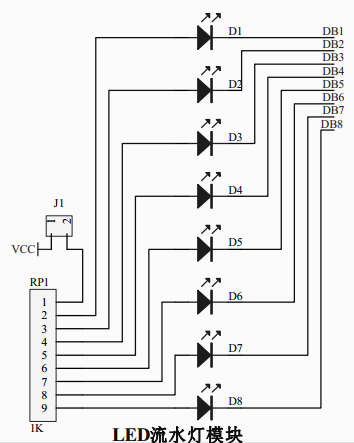 D1 DB1
DB2
DB3
D2 DB4
DB5
DB6
DB7
D3 DB8
D4
J1
1 2
D5
VCC
RP1
1 D6
2
3
4
5 D7
6
7
8
9 D8
1K
LED流水灯模块